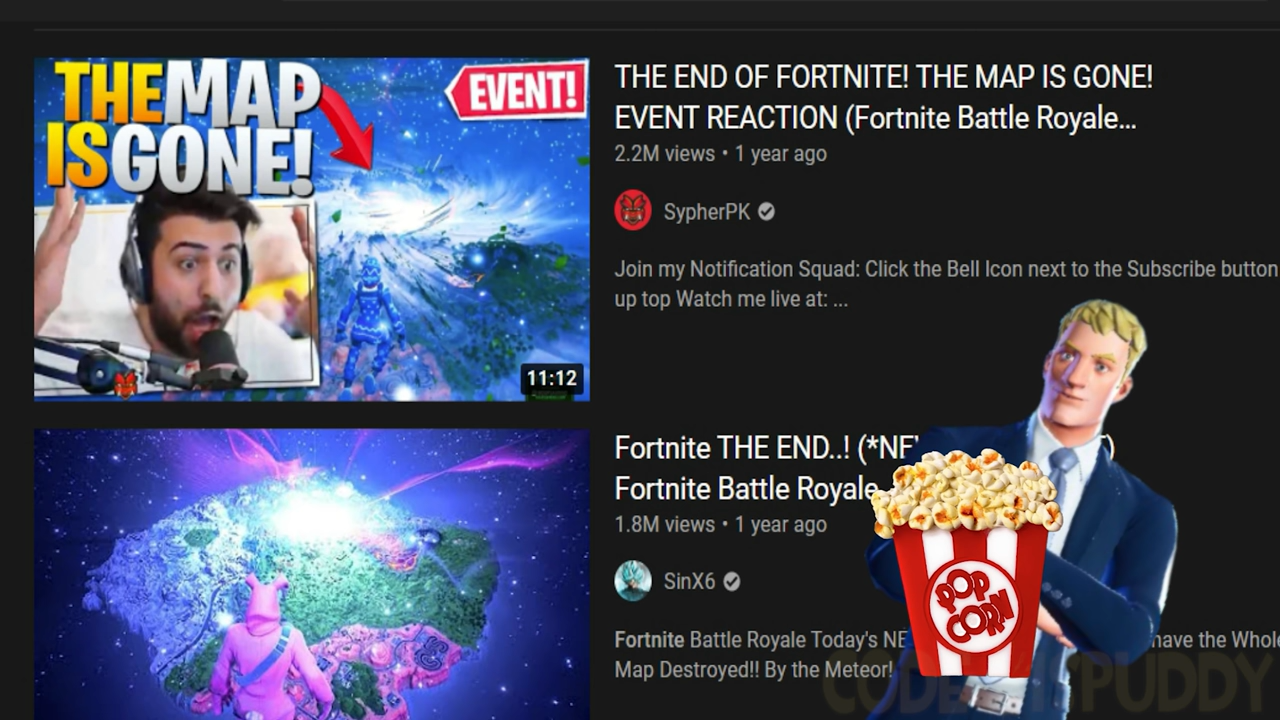 THE MAP
IS GONE!
EVENT!
11:12
THE END OF FORTNITE! THE MAP IS GONE!
EVENT REACTION (Fortnite Battle Royale...
2.2M views • 1 year ago
SypherPK
Join my Notification Squad: Click the Bell Icon next to the Subscribe button
up top Watch me live at: ...
Fortnite THE END..! (*NE
Fortnite Battle Royale
1.8M views • 1 year ago
SinX6
Fortnite Battle Royale Today's NE have the Whole
Map Destroyed!! By the Meteor!
POP
CORN
CODE PUDDY